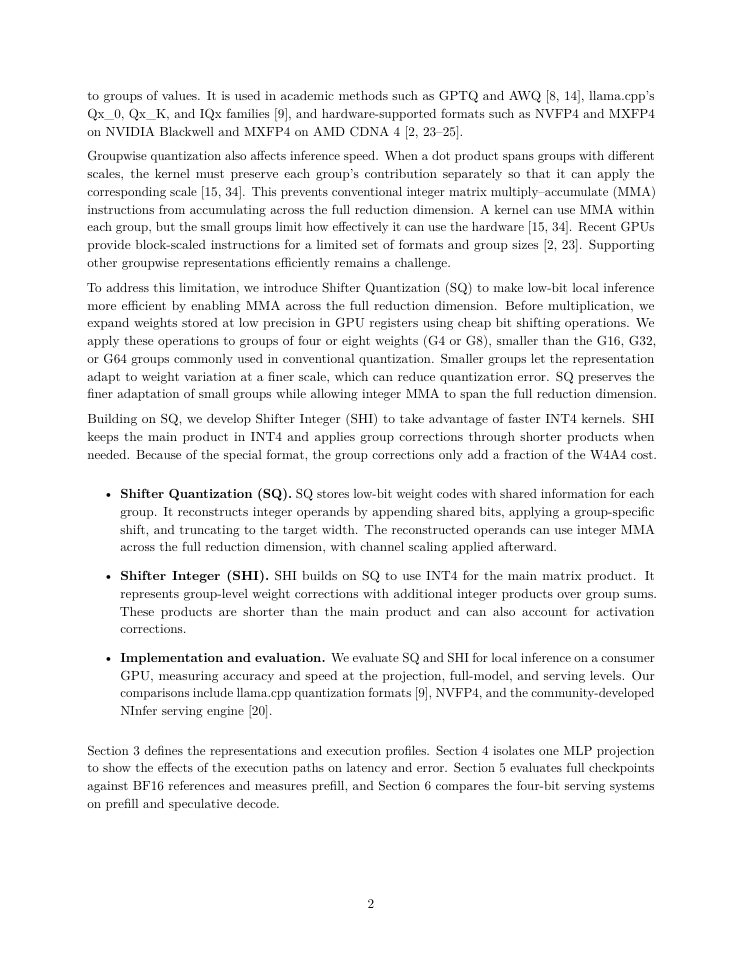 to groups of values. It is used in academic methods such as GPTQ and AWQ [8, 14], llama.cpp's
Qx_0, Qx_K, and IQx families [9], and hardware-supported formats such as NVFP4 and MXFP4
on NVIDIA Blackwell and MXFP4 on AMD CDNA 4 [2, 23–25].
Groupwise quantization also affects inference speed. When a dot product spans groups with different
scales, the kernel must preserve each group's contribution separately so that it can apply the
corresponding scale [15, 34]. This prevents conventional integer matrix multiply–accumulate (MMA)
instructions from accumulating across the full reduction dimension. A kernel can use MMA within
each group, but the small groups limit how effectively it can use the hardware [15, 34]. Recent GPUs
provide block-scaled instructions for a limited set of formats and group sizes [2, 23]. Supporting
other groupwise representations efficiently remains a challenge.
To address this limitation, we introduce Shifter Quantization (SQ) to make low-bit local inference
more efficient by enabling MMA across the full reduction dimension. Before multiplication, we
expand weights stored at low precision in GPU registers using cheap bit shifting operations. We
apply these operations to groups of four or eight weights (G4 or G8), smaller than the G16, G32,
or G64 groups commonly used in conventional quantization. Smaller groups let the representation
adapt to weight variation at a finer scale, which can reduce quantization error. SQ preserves the
finer adaptation of small groups while allowing integer MMA to span the full reduction dimension.
Building on SQ, we develop Shifter Integer (SHI) to take advantage of faster INT4 kernels. SHI
keeps the main product in INT4 and applies group corrections through shorter products when
needed. Because of the special format, the group corrections only add a fraction of the W4A4 cost.
• Shifter Quantization (SQ). SQ stores low-bit weight codes with shared information for each
group. It reconstructs integer operands by appending shared bits, applying a group-specific
shift, and truncating to the target width. The reconstructed operands can use integer MMA
across the full reduction dimension, with channel scaling applied afterward.
• Shifter Integer (SHI). SHI builds on SQ to use INT4 for the main matrix product. It
represents group-level weight corrections with additional integer products over group sums.
These products are shorter than the main product and can also account for activation
corrections.
• Implementation and evaluation. We evaluate SQ and SHI for local inference on a consumer
GPU, measuring accuracy and speed at the projection, full-model, and serving levels. Our
comparisons include llama.cpp quantization formats [9], NVFP4, and the community-developed
NInfer serving engine [20].
Section 3 defines the representations and execution profiles. Section 4 isolates one MLP projection
to show the effects of the execution paths on latency and error. Section 5 evaluates full checkpoints
against BF16 references and measures prefill, and Section 6 compares the four-bit serving systems
on prefill and speculative decode.
2